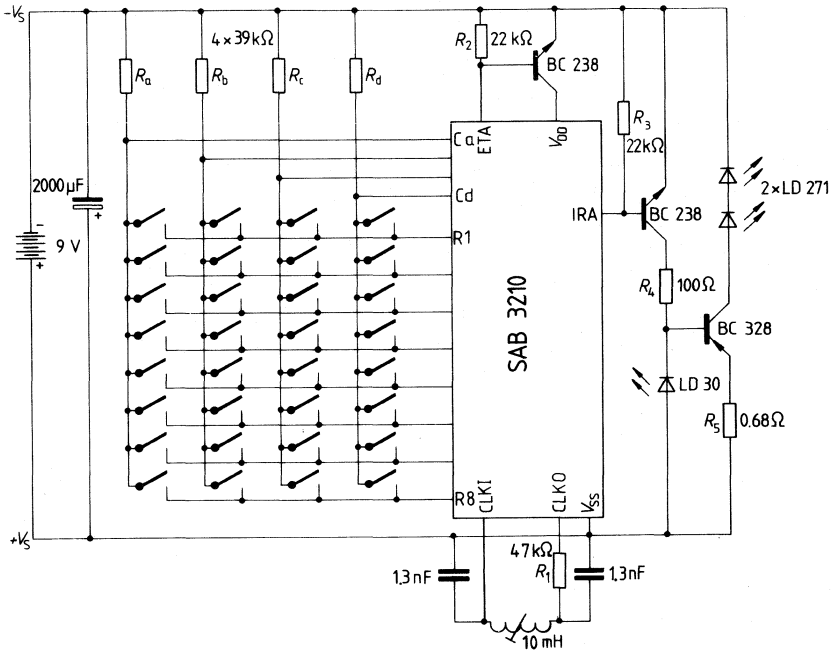 -Vs
4×39kΩ
R2
22 kΩ
BC 238
Ra
Rb
Rc
Rd
R3
22kΩ
Ca
ETA
VDD
2000µF
+
Cd
2×LD 271
IRA
BC 238
R1
-
9 V
+
R4
100Ω
SAB 3210
BC 328
LD 30
R5
0.68Ω
R8
CLKI
CLKO
VSS
+Vs
47kΩ
1.3nF
R1
1.3nF
10 mH